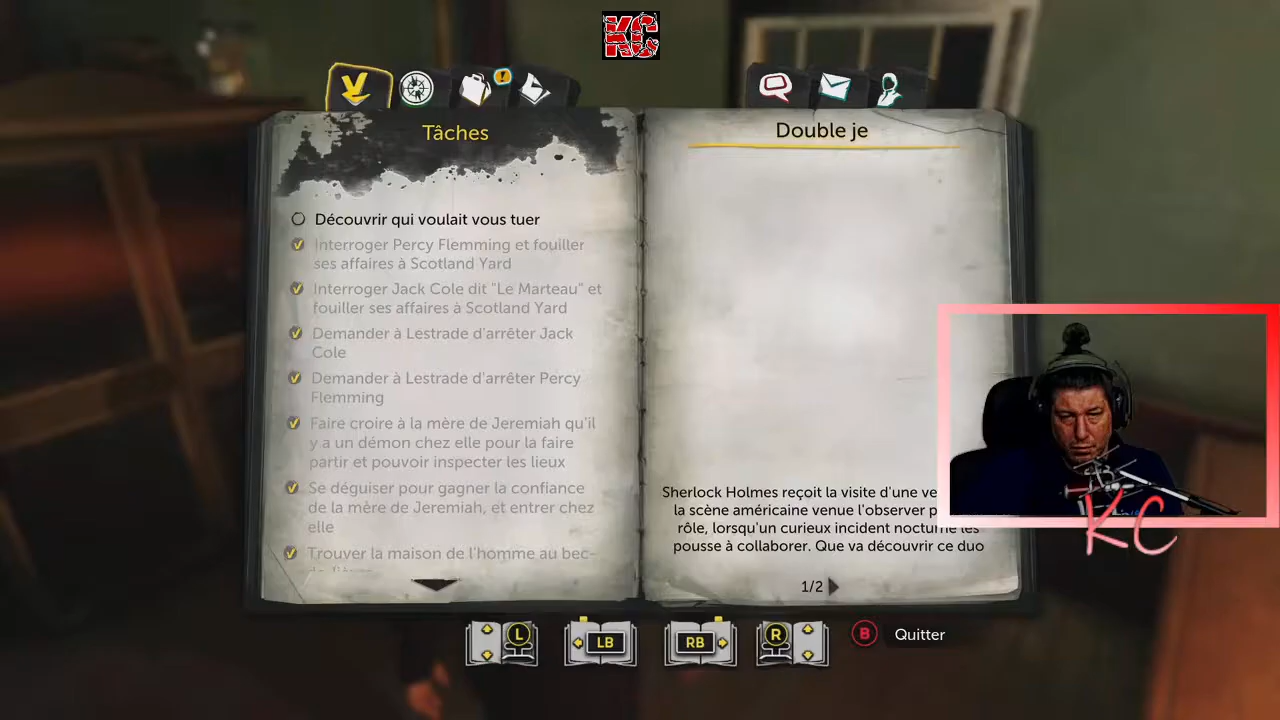 KC
Tâches
Double je
Découvrir qui voulait vous tuer
Interroger Percy Flemming et fouiller
ses affaires à Scotland Yard
Interroger Jack Cole dit "Le Marteau" et
fouiller ses affaires à Scotland Yard
Demander à Lestrade d'arrêter Jack
Cole
Demander à Lestrade d'arrêter Percy
Flemming
Faire croire à la mère de Jeremiah qu'il
y a un démon chez elle pour la faire
partir et pouvoir inspecter les lieux
Se déguiser pour gagner la confiance
de la mère de Jeremiah, et entrer chez
elle
Trouver la maison de l'homme au bec-
Sherlock Holmes reçoit la visite d'une
la scène américaine venue l'observer
rôle, lorsqu'un curieux incident nocturne les
pousse à collaborer. Que va découvrir ce duo
1/2
KC
L
LB
RB
R
B
Quitter